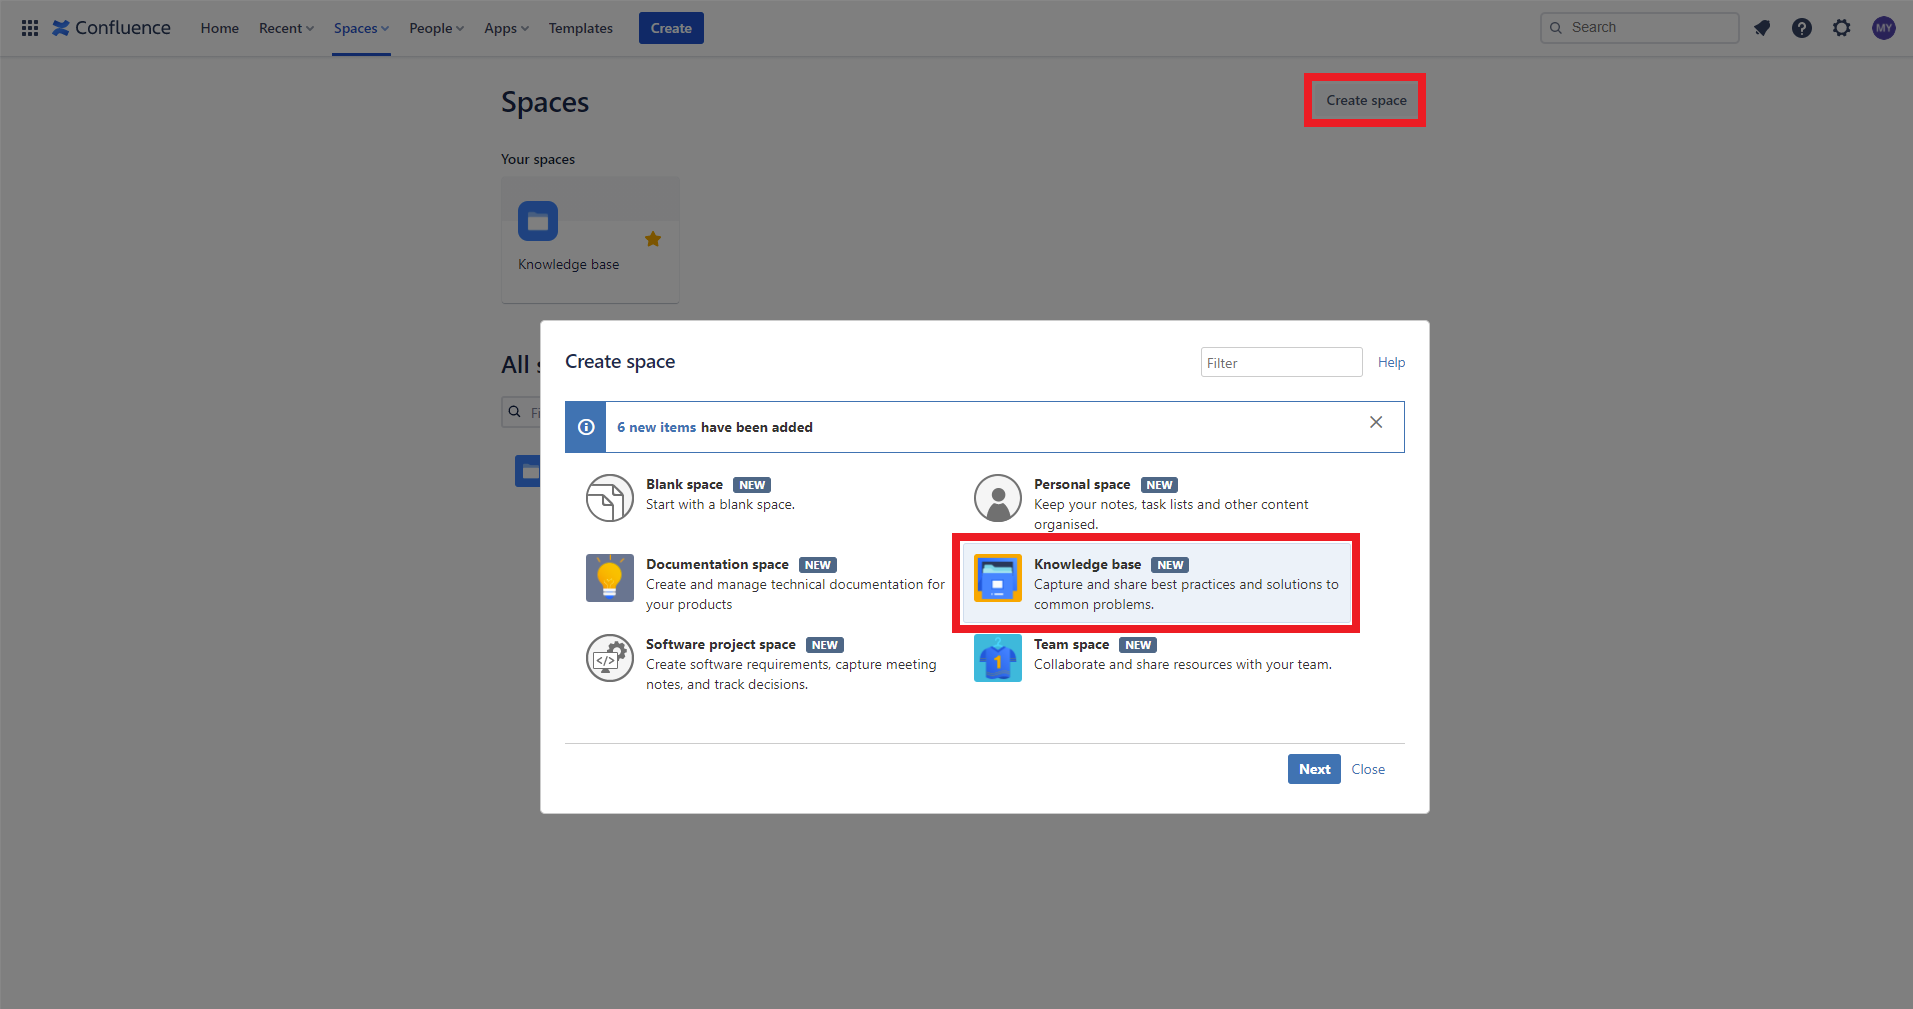 Confluence Home Recent Spaces People Apps Templates Create Search MY
Spaces Create space
Your spaces
Knowledge base
All s
Fi
Create space Filter Help
6 new items have been added
Blank space NEW
Start with a blank space.
Personal space NEW
Keep your notes, task lists and other content
organised.
Documentation space NEW
Create and manage technical documentation for
your products
Knowledge base NEW
Capture and share best practices and solutions to
common problems.
Software project space NEW
Create software requirements, capture meeting
notes, and track decisions.
Team space NEW
1
Collaborate and share resources with your team.
Next Close